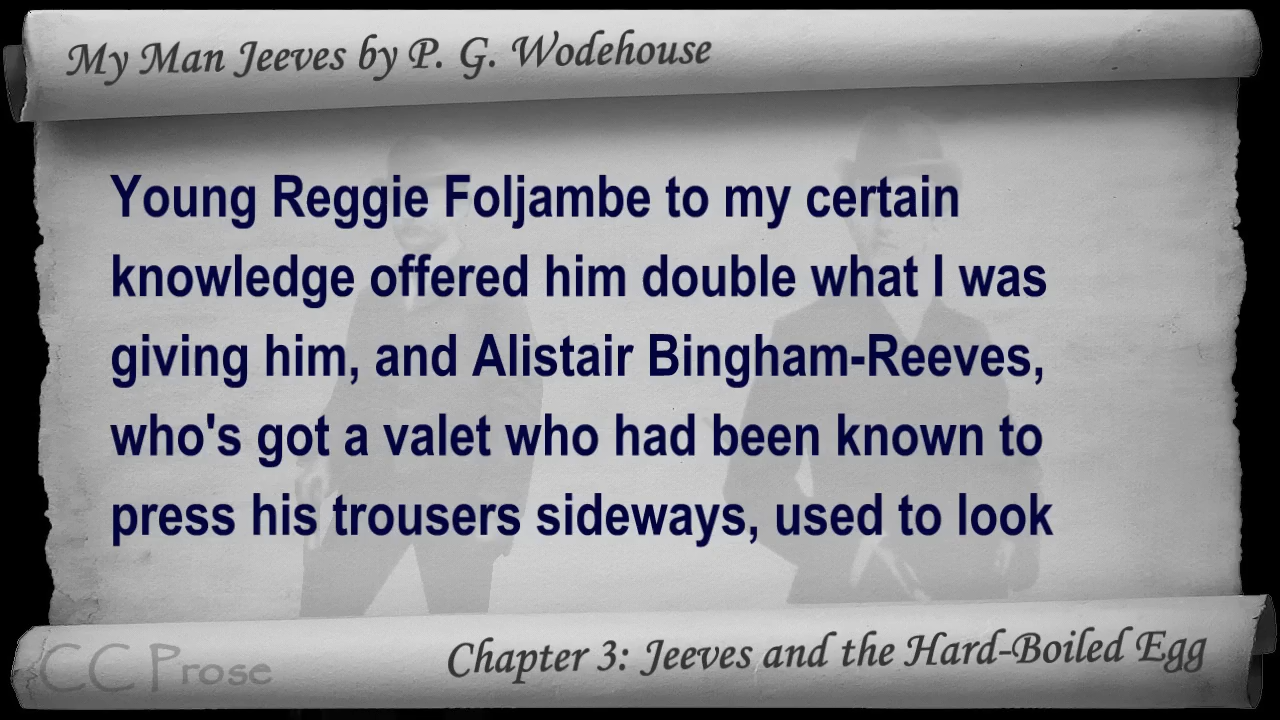 My Man Jeeves by P. G. Wodehouse
Young Reggie Foljambe to my certain
knowledge offered him double what I was
giving him, and Alistair Bingham-Reeves,
who's got a valet who had been known to
press his trousers sideways, used to look
CC Prose
Chapter 3: Jeeves and the Hard-Boiled Egg